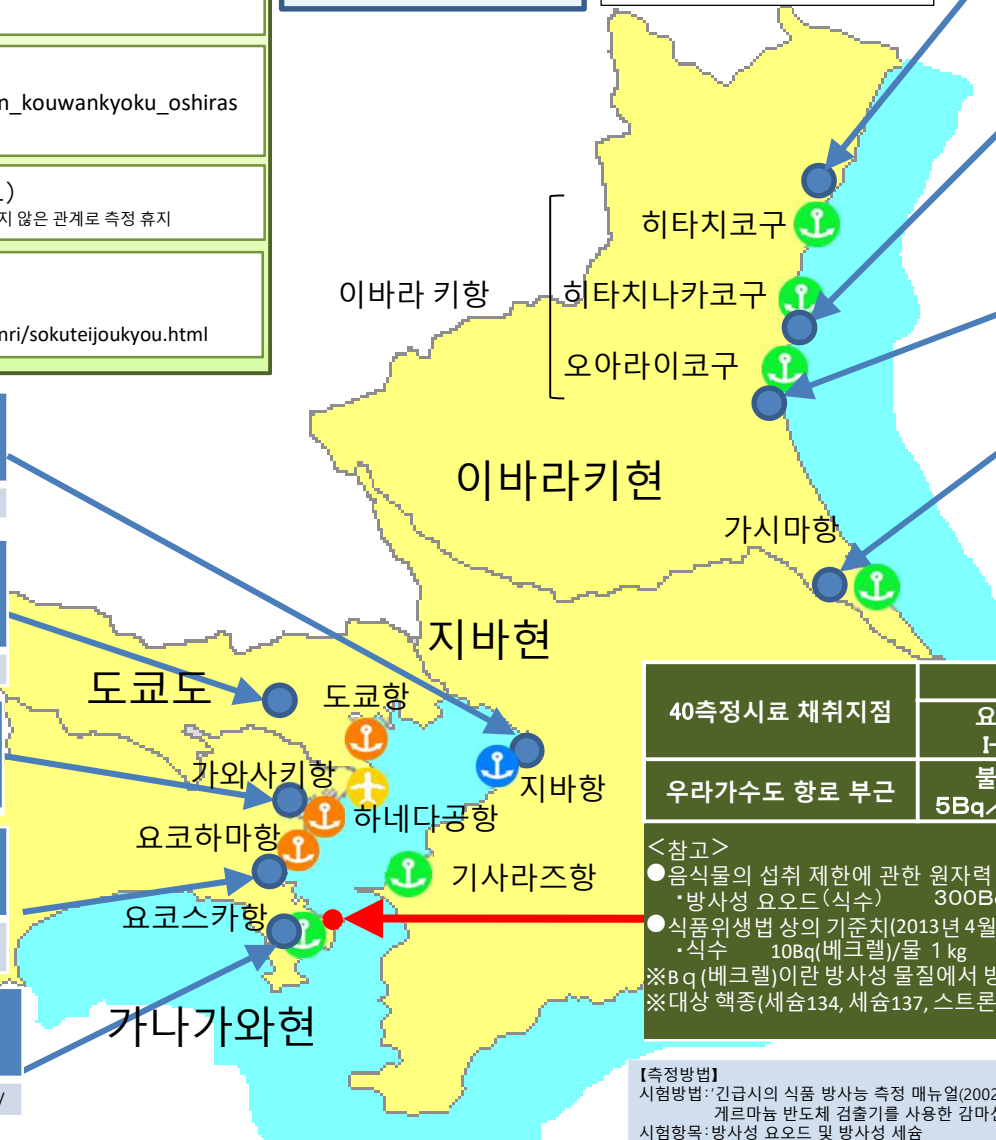 n_kouwankyoku_oshiras
지 않은 관계로 측정 휴지
nri/sokuteijoukyou.html
히타치코구
이바라 키항
히타치나카코구
오아라이코구
이바라키현
가시마항
지바현
도쿄도
도쿄항
가와사키항
지바항
하네다공항
요코하마항
기사라즈항
요코스카항
가나가와현
40측정시료 채취지점
요
I-
우라가수도 항로 부근
불
5Bq/
<참고>
●음식물의 섭취 제한에 관한 원자력
・방사성 요오드(식수) 300Bq
●식품위생법 상의 기준치(2013년 4월
・식수 10Bq(베크렐)/물 1 kg
※Bq(베크렐)이란 방사성 물질에서 방
※대상 핵종(세슘134, 세슘137, 스트론
【측정방법】
시험방법:'긴급시의 식품 방사능 측정 매뉴얼(2002
게르마늄 반도체 검출기를 사용한 감마선
시험항목:방사성 요오드 및 방사성 세슘